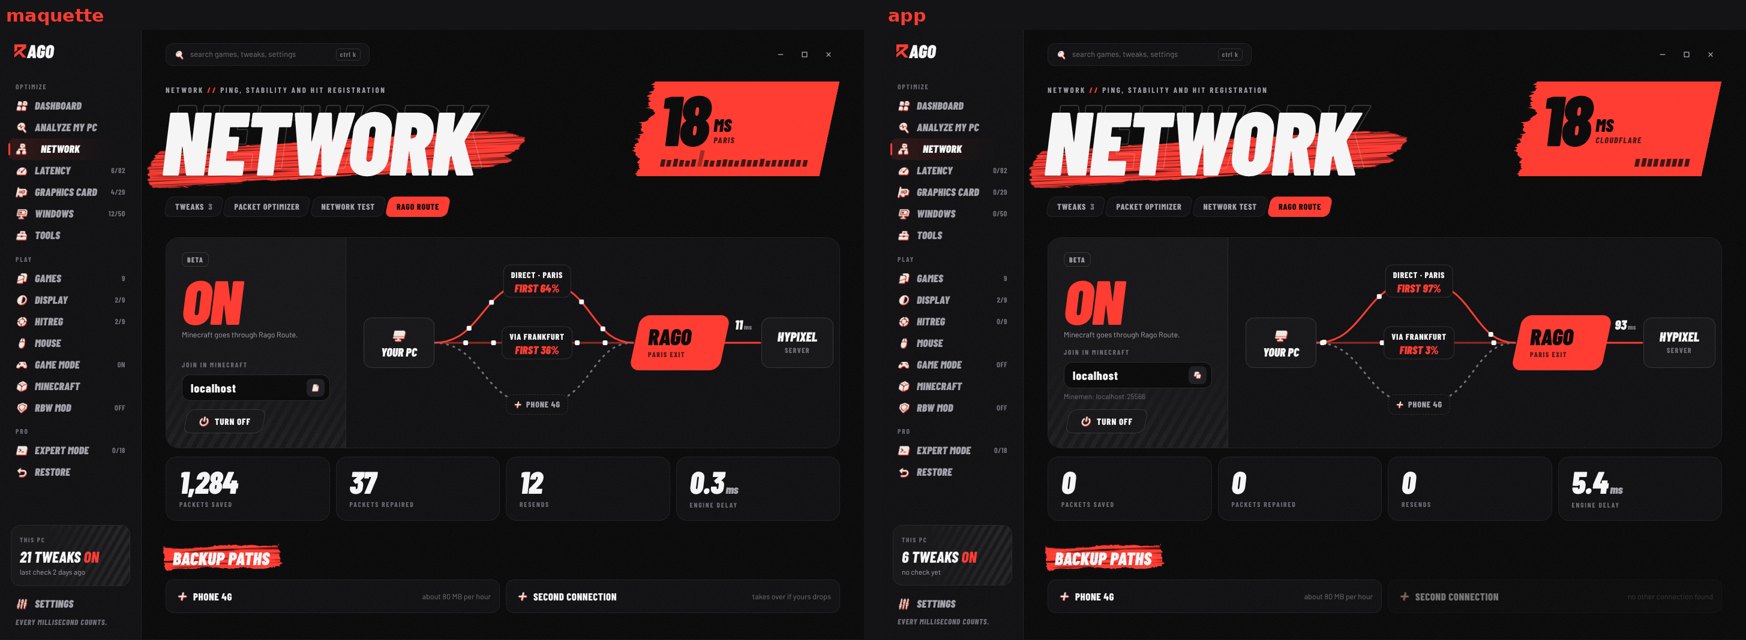 maquette
AGO
OPTIMIZE
DASHBOARD
ANALYZE MY PC
NETWORK
LATENCY 6/82
GRAPHICS CARD 4/29
WINDOWS 12/50
TOOLS
PLAY
GAMES 9
DISPLAY 2/9
HITREG 2/9
MOUSE
GAME MODE ON
MINECRAFT
RBW MOD OFF
PRO
EXPERT MODE 0/18
RESTORE
THIS PC
21 TWEAKS ON
last check 2 days ago
SETTINGS
EVERY MILLISECOND COUNTS.
search games, tweaks, settings ctrl k
NETWORK // PING, STABILITY AND HIT REGISTRATION
NETWORK
18 MS
PARIS
TWEAKS 3 PACKET OPTIMIZER NETWORK TEST RAGO ROUTE
BETA
ON
Minecraft goes through Rago Route.
JOIN IN MINECRAFT
localhost
TURN OFF
YOUR PC
DIRECT · PARIS
FIRST 64%
VIA FRANKFURT
FIRST 36%
PHONE 4G
RAGO
PARIS EXIT
11 ms
HYPIXEL
SERVER
1,284
PACKETS SAVED
37
PACKETS REPAIRED
12
RESENDS
0.3 ms
ENGINE DELAY
BACKUP PATHS
PHONE 4G about 80 MB per hour
SECOND CONNECTION takes over if yours drops
app
AGO
OPTIMIZE
DASHBOARD
ANALYZE MY PC
NETWORK
LATENCY 0/82
GRAPHICS CARD 0/29
WINDOWS 0/50
TOOLS
PLAY
GAMES 9
DISPLAY 2/9
HITREG 0/9
MOUSE
GAME MODE OFF
MINECRAFT
RBW MOD OFF
PRO
EXPERT MODE 0/18
RESTORE
THIS PC
6 TWEAKS ON
no check yet
SETTINGS
EVERY MILLISECOND COUNTS.
search games, tweaks, settings ctrl k
NETWORK // PING, STABILITY AND HIT REGISTRATION
NETWORK
18 MS
CLOUDFLARE
TWEAKS 3 PACKET OPTIMIZER NETWORK TEST RAGO ROUTE
BETA
ON
Minecraft goes through Rago Route.
JOIN IN MINECRAFT
localhost
Minemen: localhost:25566
TURN OFF
YOUR PC
DIRECT · PARIS
FIRST 97%
VIA FRANKFURT
FIRST 3%
PHONE 4G
RAGO
PARIS EXIT
93 ms
HYPIXEL
SERVER
0
PACKETS SAVED
0
PACKETS REPAIRED
0
RESENDS
5.4 ms
ENGINE DELAY
BACKUP PATHS
PHONE 4G about 80 MB per hour
SECOND CONNECTION no other connection found